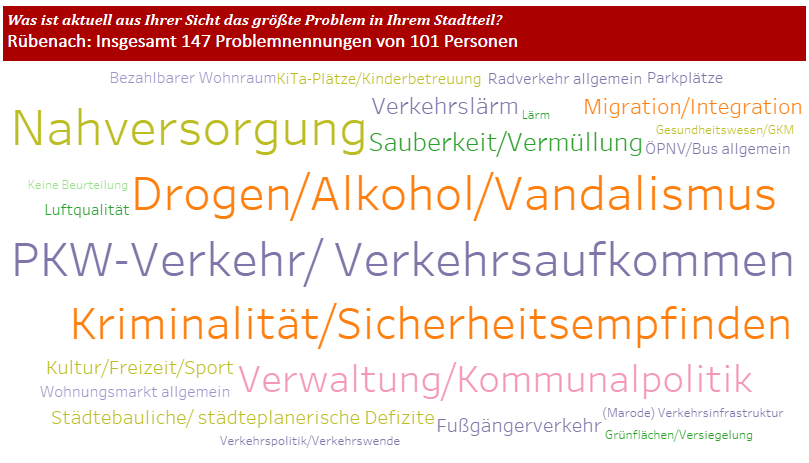 Was ist aktuell aus Ihrer Sicht das größte Problem in Ihrem Stadtteil?
Rübenach: Insgesamt 147 Problemnennungen von 101 Personen
Bezahlbarer Wohnraum KiTa-Plätze/Kinderbetreuung Radverkehr allgemein Parkplätze
Verkehrslärm Lärm Migration/Integration
Nahversorgung Sauberkeit/Vermüllung Gesundheitswesen/GKM
ÖPNV/Bus allgemein
Keine Beurteilung
Luftqualität
Drogen/Alkohol/Vandalismus
PKW-Verkehr/ Verkehrsaufkommen
Kriminalität/Sicherheitsempfinden
Kultur/Freizeit/Sport
Wohnungsmarkt allgemein
Verwaltung/Kommunalpolitik
Städtebauliche/ städteplanerische Defizite
Fußgängerverkehr
(Marode) Verkehrsinfrastruktur
Verkehrspolitik/Verkehrswende
Grünflächen/Versiegelung